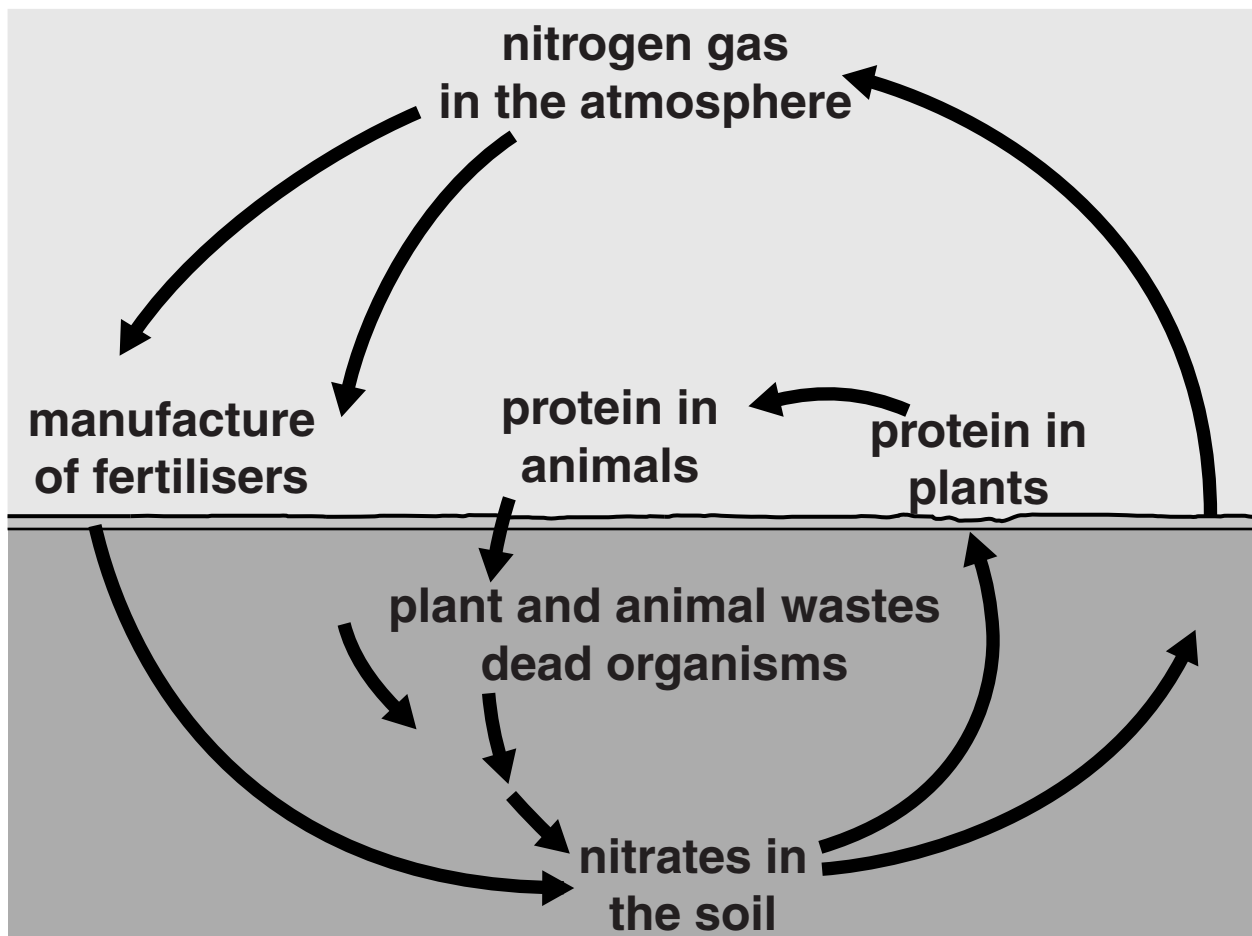 nitrogen gas
in the atmosphere
manufacture
of fertilisers
protein in
animals
protein in
plants
plant and animal wastes
dead organisms
nitrates in
the soil